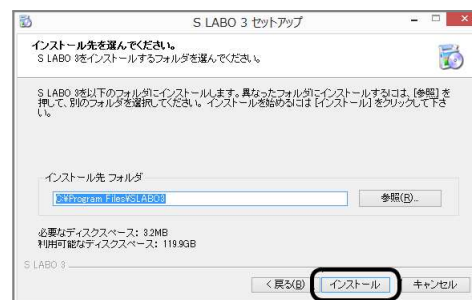 S LABO 3 セットアップ
インストール先を選んでください。
S LABO 3をインストールするフォルダを選んでください。
S LABO 3を以下のフォルダにインストールします。異なったフォルダにインストールするには、[参照] を
押して、別のフォルダを選択してください。インストールを始めるには [インストール] をクリックして下さ
い。
インストール先 フォルダ
C:¥Program Files¥SLABO3
参照(R)...
必要なディスクスペース: 3.2MB
利用可能なディスクスペース: 119.9GB
S LABO 3
< 戻る(B)
インストール
キャンセル